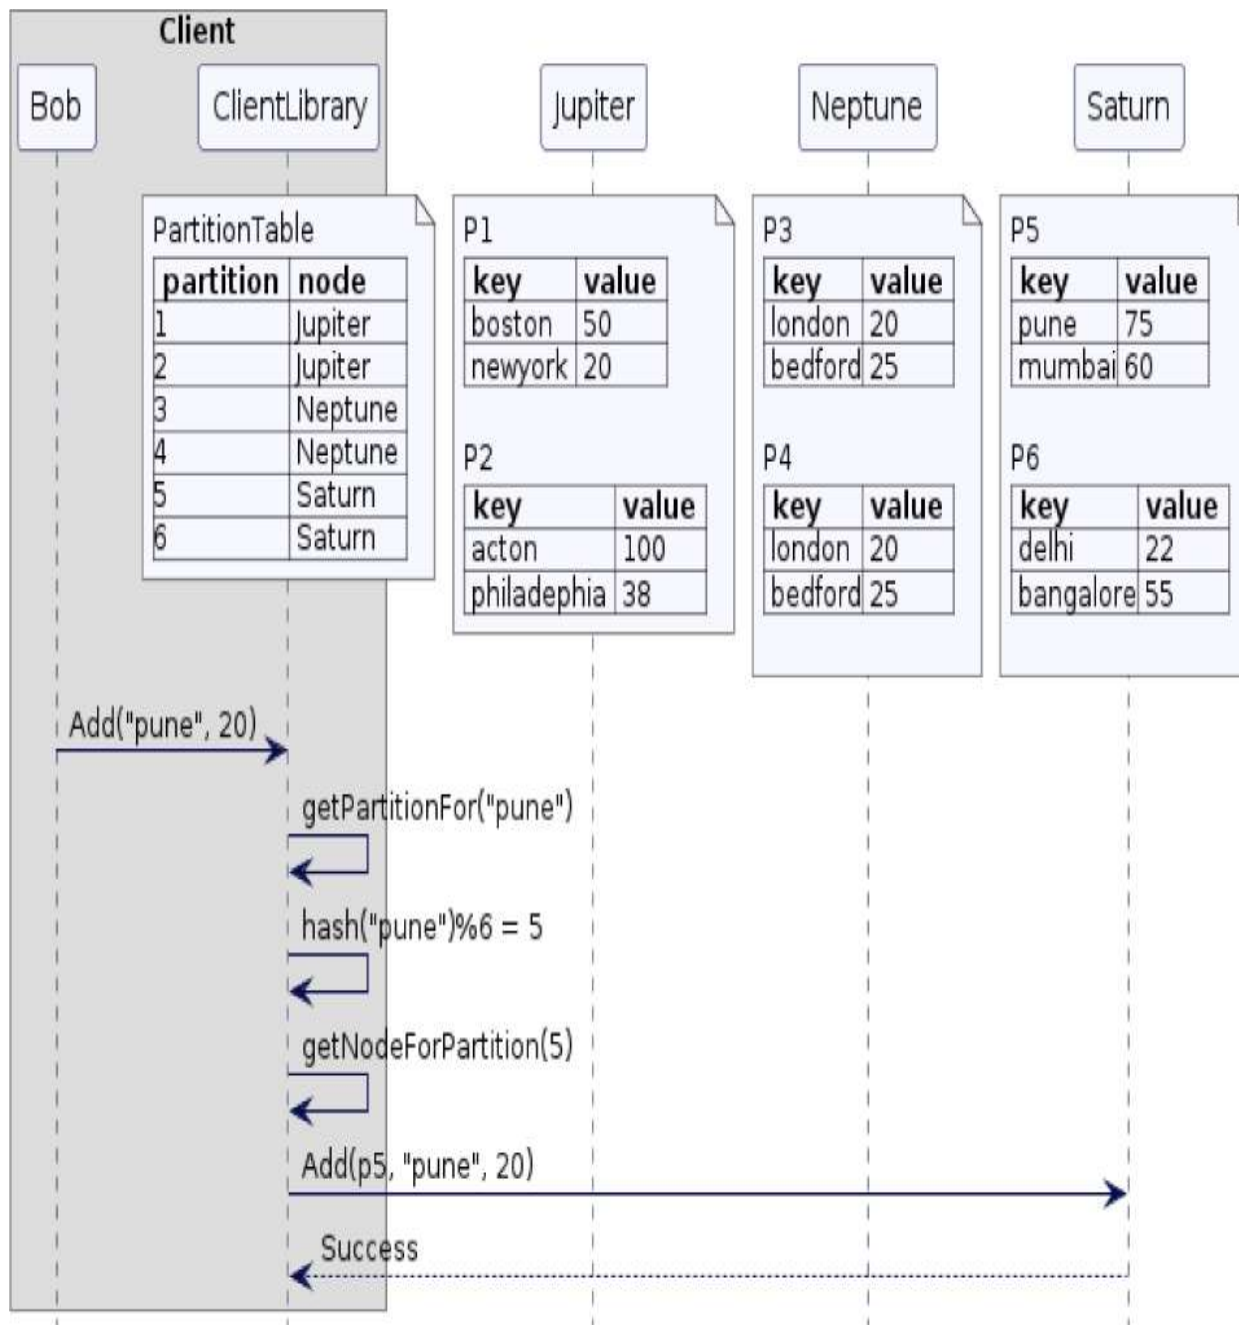 Client
Bob
ClientLibrary
Jupiter
Neptune
Saturn
PartitionTable
partition node
1 Jupiter
2 Jupiter
3 Neptune
4 Neptune
5 Saturn
6 Saturn
P1
key value
boston 50
newyork 20
P2
key value
acton 100
philadephia 38
P3
key value
london 20
bedford 25
P4
key value
london 20
bedford 25
P5
key value
pune 75
mumbai 60
P6
key value
delhi 22
bangalore 55
Add("pune", 20)
getPartitionFor("pune")
hash("pune")%6 = 5
getNodeForPartition(5)
Add(p5, "pune", 20)
Success